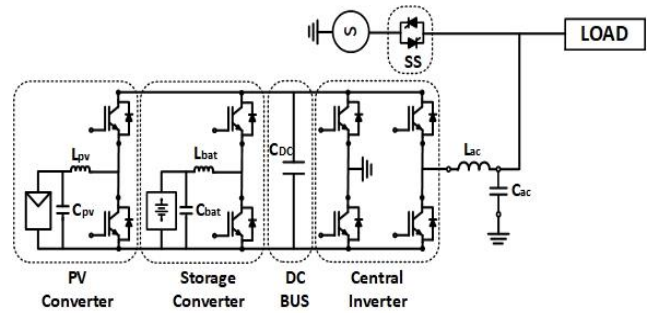 S
SS
LOAD
Lpv
Cpv
Lbat
Cbat
CDC
Lac
Cac
PV
Converter
Storage
Converter
DC
BUS
Central
Inverter